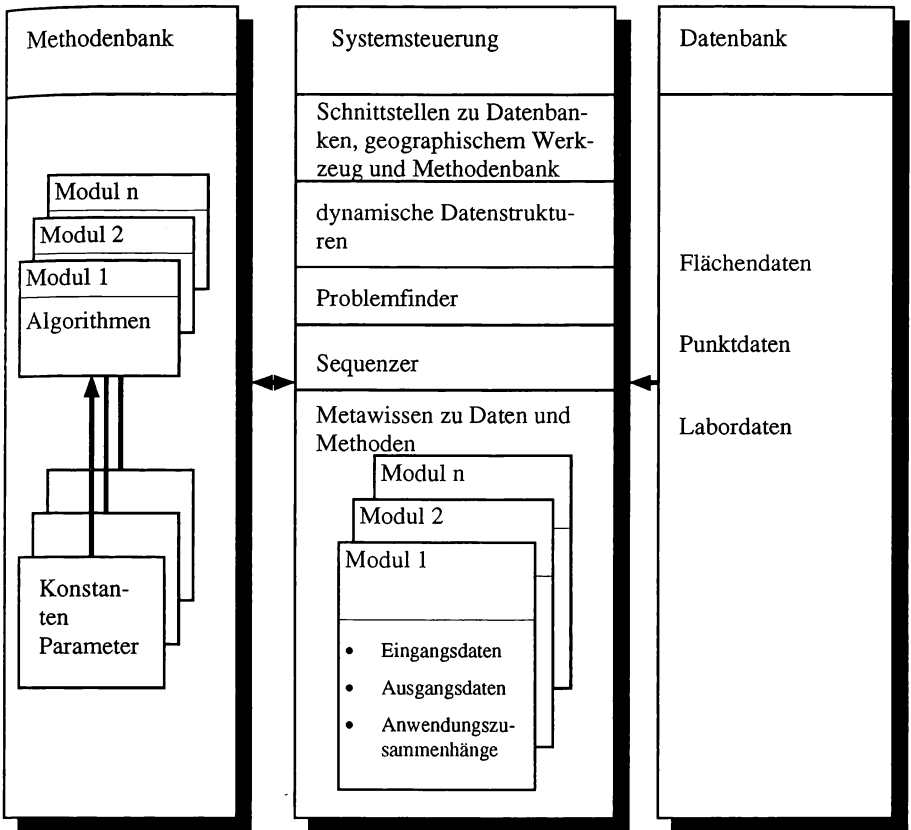 Methodenbank
Modul n
Modul 2
Modul 1
Algorithmen
Konstan-
ten
Parameter
Systemsteuerung
Schnittstellen zu Datenban-
ken, geographischem Werk-
zeug und Methodenbank
dynamische Datenstruktu-
ren
Problemfinder
Sequenzer
Metawissen zu Daten und
Methoden
Modul n
Modul 2
Modul 1
• Eingangsdaten
• Ausgangsdaten
• Anwendungszu-
sammenhänge
Datenbank
Flächendaten
Punktdaten
Labordaten